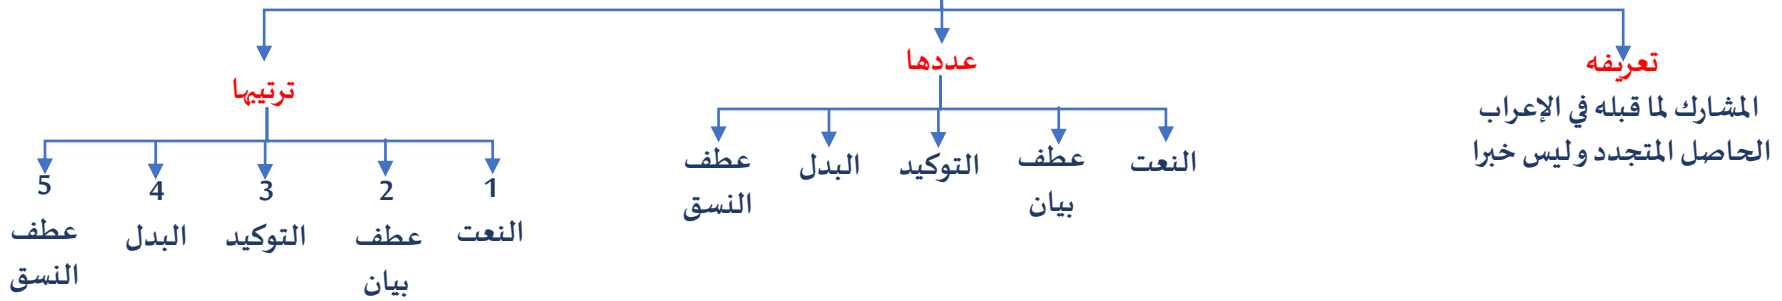 تعريفه
المشارك لما قبله في الإعراب
الحاصل المتجدد وليس خبرا
عددها
النعت
عطف
بيان
التوكيد
البدل
عطف
النسق
ترتيبها
1
النعت
2
عطف
بيان
3
التوكيد
4
البدل
5
عطف
النسق